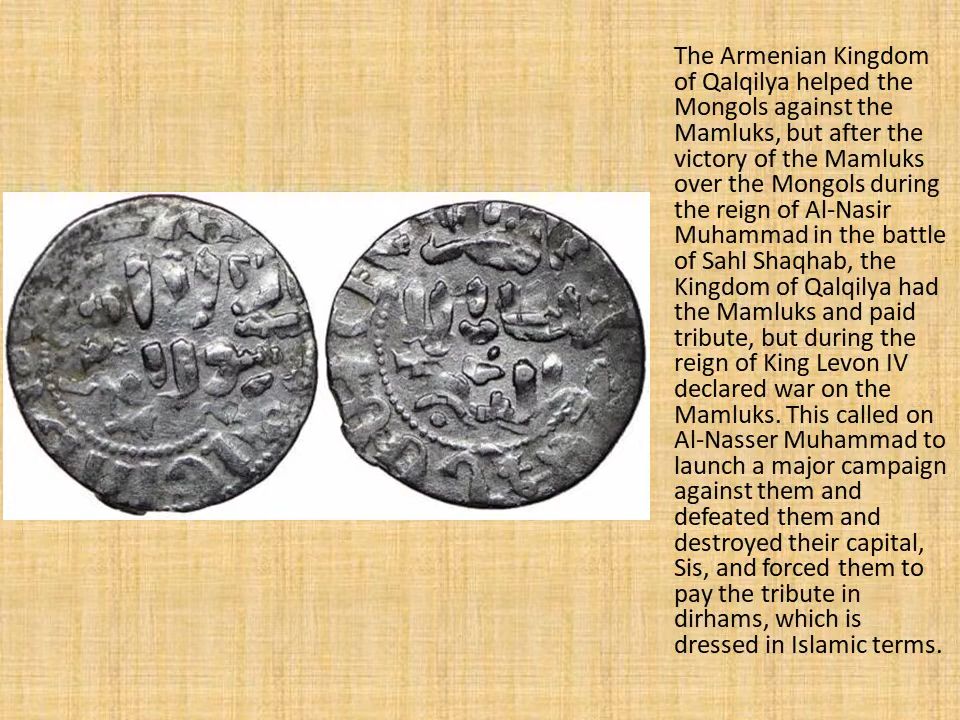 The Armenian Kingdom
of Qalqilya helped the
Mongols against the
Mamluks, but after the
victory of the Mamluks
over the Mongols during
the reign of Al-Nasir
Muhammad in the battle
of Sahl Shaqhab, the
Kingdom of Qalqilya had
the Mamluks and paid
tribute, but during the
reign of King Levon IV
declared war on the
Mamluks. This called on
Al-Nasser Muhammad to
launch a major campaign
against them and
defeated them and
destroyed their capital,
Sis, and forced them to
pay the tribute in
dirhams, which is
dressed in Islamic terms.